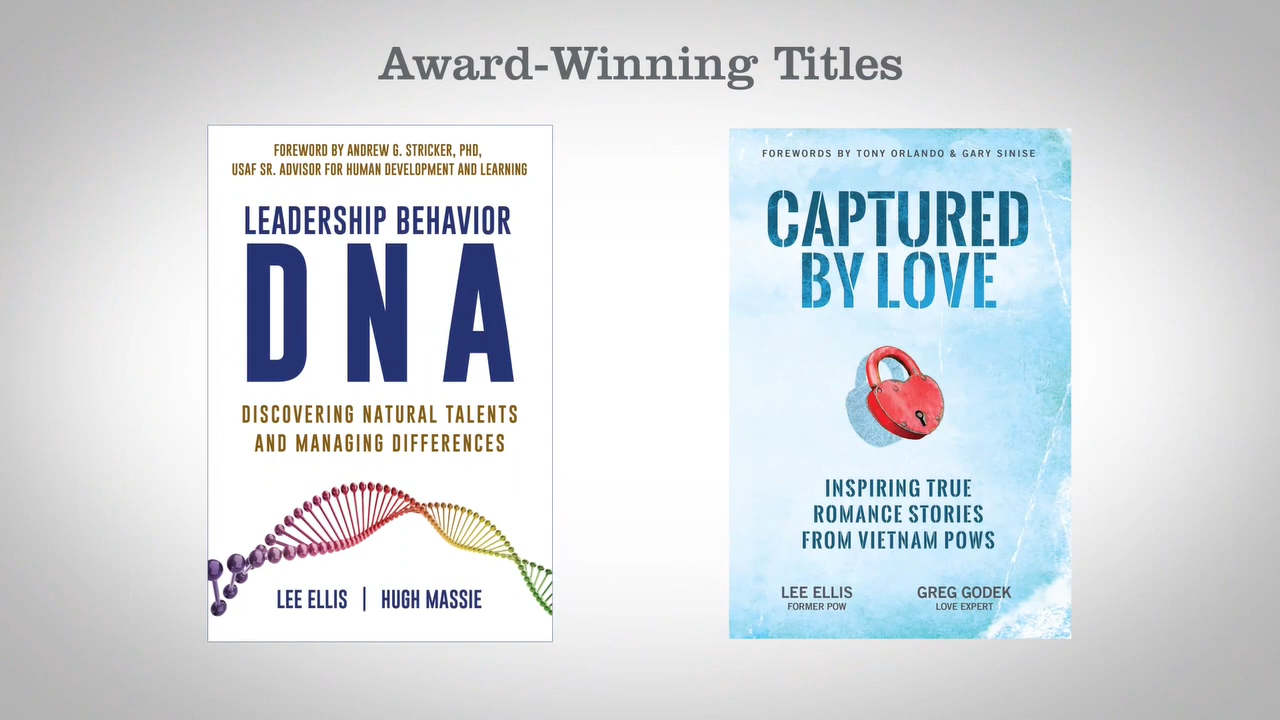 Award-Winning Titles
FOREWORD BY ANDREW G. STRICKER, PHD,
USAF SR. ADVISOR FOR HUMAN DEVELOPMENT AND LEARNING
LEADERSHIP BEHAVIOR
DNA
DISCOVERING NATURAL TALENTS
AND MANAGING DIFFERENCES
LEE ELLIS | HUGH MASSIE
FOREWORDS BY TONY ORLANDO & GARY SINISE
CAPTURED
BY LOVE
INSPIRING TRUE
ROMANCE STORIES
FROM VIETNAM POWS
LEE ELLIS
FORMER POW
GREG GODEK
LOVE EXPERT